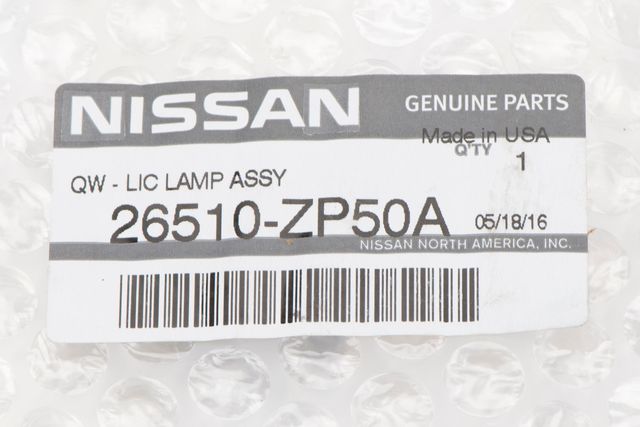 NISSAN GENUINE PARTS
Made in USA
Q'TY
1
QW - LIC LAMP ASSY
26510-ZP50A 05/18/16
NISSAN NORTH AMERICA, INC.